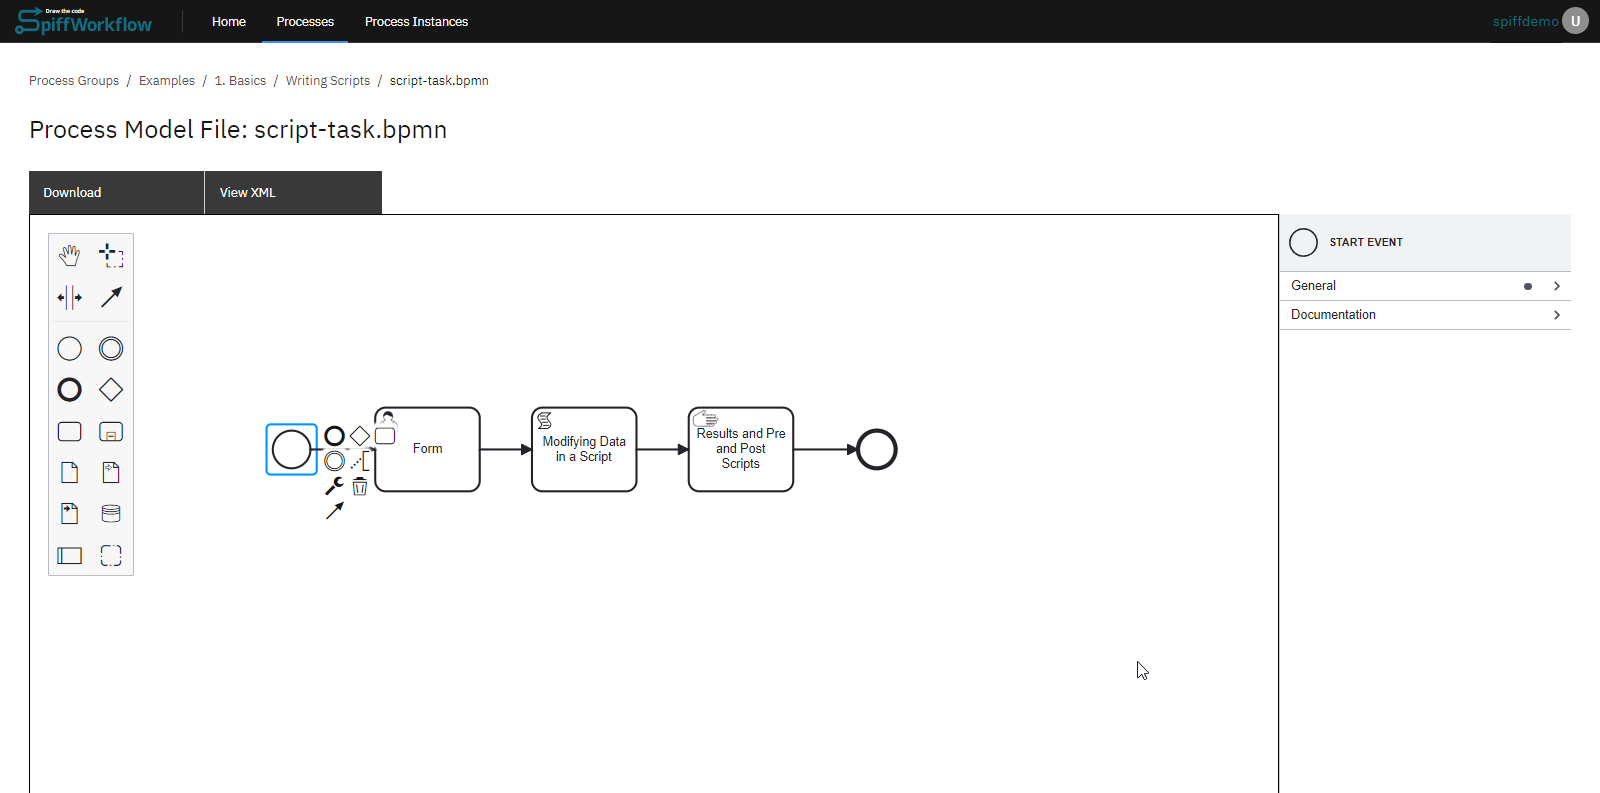 Draw the code
SpiffWorkflow
Home
Processes
Process Instances
spiffdemo
U
Process Groups / Examples / 1. Basics / Writing Scripts / script-task.bpmn
Process Model File: script-task.bpmn
Download
View XML
START EVENT
General
Documentation
Form
Modifying Data
in a Script
Results and Pre
and Post
Scripts